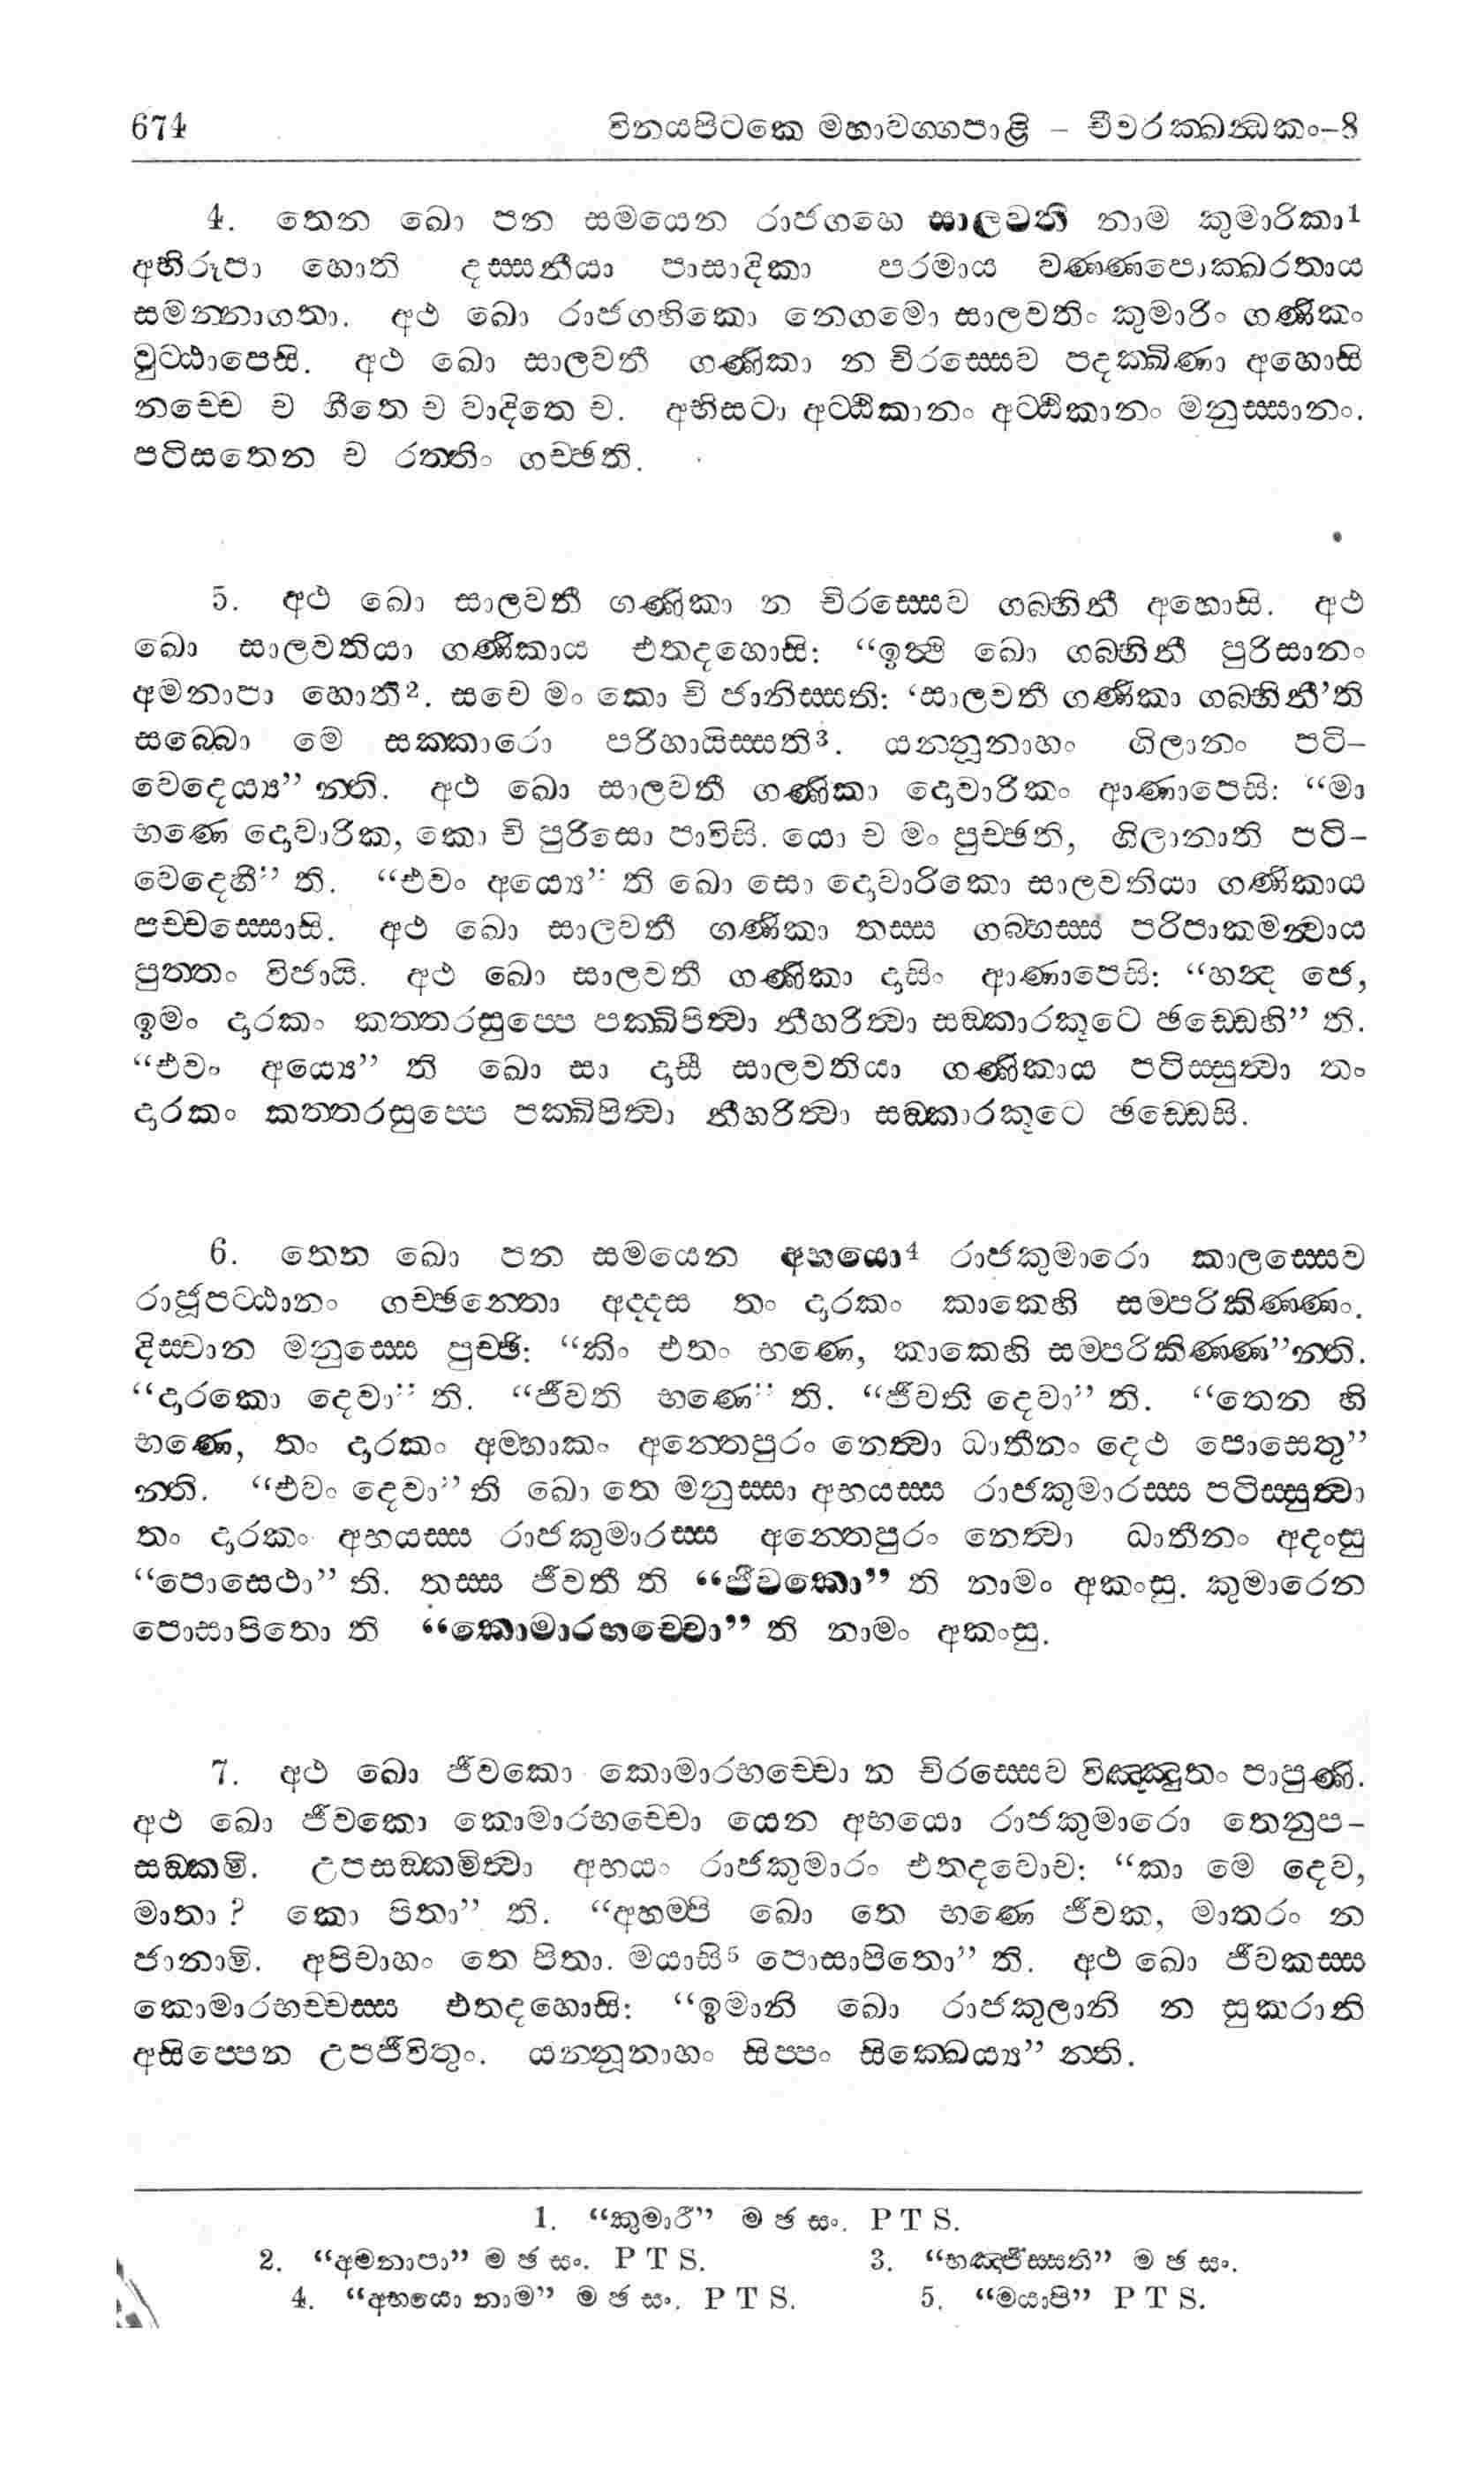 674 විනයපිටකෙ මහාවග්ගපාළි – චීවරක්ඛන්ධකං–8
4. තෙන ඛො පන සමයෙන රාජගහෙ සාලවතී නාම කුමාරිකා1
අභිරූපා හොති දස්සනීයා පාසාදිකා පරමාය වණ්ණපොක්ඛරතාය
සමන්නාගතා. අථ ඛො රාජගහිකො නෙගමො සාලවතිං කුමාරිං ගණිකං
වුට්ඨාපෙසි. අථ ඛො සාලවතී ගණිකා න චිරස්සෙව පදක්ඛිණා අහොසි
නච්චෙ ච ගීතෙ ච වාදිතෙ ච. අභිසටා අට්ඨිකානං අට්ඨිකානං මනුස්සානං.
පටිසතෙන ච රත්තිං ගච්ඡති.
5. අථ ඛො සාලවතී ගණිකා න චිරස්සෙව ගබ්භිනී අහොසි. අථ
ඛො සාලවතියා ගණිකාය එතදහොසි: “ඉත්ථි ඛො ගබ්භිනී පුරිසානං
අමනාපා හොති2. සචෙ මං කො චි ජානිස්සති: ‘සාලවතී ගණිකා ගබ්භිනී’ති
සබ්බො මෙ සක්කාරො පරිහායිස්සති3. යන්නූනාහං ගිලානං පටි–
වෙදෙය්‍ය” න්ති. අථ ඛො සාලවතී ගණිකා දොවාරිකං ආණාපෙසි: “මා
භණෙ දොවාරික, කො චි පුරිසො පාවිසි. යො ච මං පුච්ඡති, ගිලානාති පටි–
වෙදෙහී” ති. “එවං අය්‍යෙ” ති ඛො සො දොවාරිකො සාලවතියා ගණිකාය
පච්චස්සොසි. අථ ඛො සාලවතී ගණිකා තස්ස ගබ්භස්ස පරිපාකමන්වාය
පුත්තං විජායි. අථ ඛො සාලවතී ගණිකා දාසිං ආණාපෙසි: “හන්ද ජෙ,
ඉමං දාරකං කත්තරසුප්පෙ පක්ඛිපිත්වා නීහරිත්වා සඞ්කාරකූටෙ ඡඩ්ඩෙහි” ති.
“එවං අය්‍යෙ” ති ඛො සා දාසී සාලවතියා ගණිකාය පටිස්සුත්වා තං
දාරකං කත්තරසුප්පෙ පක්ඛිපිත්වා නීහරිත්වා සඞ්කාරකූටෙ ඡඩ්ඩෙසි.
6. තෙන ඛො පන සමයෙන අභයො4 රාජකුමාරො කාලස්සෙව
රාජූපට්ඨානං ගච්ඡන්තො අද්දස තං දාරකං කාකෙහි සම්පරිකිණ්ණං.
දිස්වාන මනුස්සෙ පුච්ඡි: “කිං එතං භණෙ, කාකෙහි සම්පරිකිණ්ණ”න්ති.
“දාරකො දෙවා” ති. “ජීවති භණෙ” ති. “ජීවති දෙවා” ති. “තෙන හි
භණෙ, තං දාරකං අම්හාකං අන්තෙපුරං නෙත්වා ධාතීනං දෙථ පොසෙතු”
න්ති. “එවං දෙවා” ති ඛො තෙ මනුස්සා අභයස්ස රාජකුමාරස්ස පටිස්සුත්වා
තං දාරකං අභයස්ස රාජකුමාරස්ස අන්තෙපුරං නෙත්වා ධාතීනං අදංසු
“පොසෙථා” ති. තස්ස ජීවතී ති “ජීවකො” ති නාමං අකංසු. කුමාරෙන
පොසාපිතො ති “කොමාරභච්චො” ති නාමං අකංසු.
7. අථ ඛො ජීවකො කොමාරභච්චො න චිරස්සෙව විඤ්ඤුතං පාපුණි.
අථ ඛො ජීවකො කොමාරභච්චො යෙන අභයො රාජකුමාරො තෙනුප–
සඞ්කමි. උපසඞ්කමිත්වා අභයං රාජකුමාරං එතදවොච: “කා මෙ දෙව,
මාතා ? කො පිතා” ති. “අහම්පි ඛො තෙ භණෙ ජීවක, මාතරං න
ජානාමි. අපිචාහං තෙ පිතා. මයාසි5 පොසාපිතො” ති. අථ ඛො ජීවකස්ස
කොමාරභච්චස්ස එතදහොසි: “ඉමානි ඛො රාජකුලානි න සුකරානි
අසිප්පෙන උපජීවිතුං. යන්නූනාහං සිප්පං සික්ඛෙය්‍ය” න්ති.
1. “කුමාරී” ම ඡ සං. P T S.
2. “අමනාපා” ම ඡ සං. P T S. 3. “භඤ්ජිස්සති” ම ඡ සං.
4. “අභයො නාම” ම ඡ සං. P T S. 5. “මයාපි” P T S.